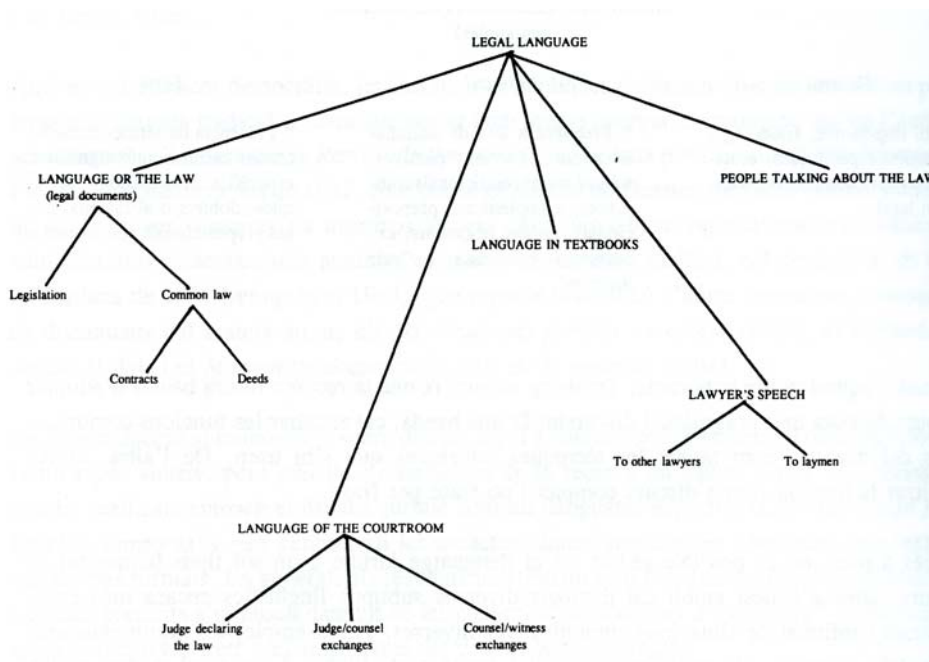 LEGAL LANGUAGE
LANGUAGE OR THE LAW
(legal documents)
PEOPLE TALKING ABOUT THE LAW
LANGUAGE IN TEXTBOOKS
Legislation
Common law
Contracts
Deeds
LAWYER'S SPEECH
To other lawyers
To laymen
LANGUAGE OF THE COURTROOM
Judge declaring
the law
Judge/counsel
exchanges
Counsel/witness
exchanges